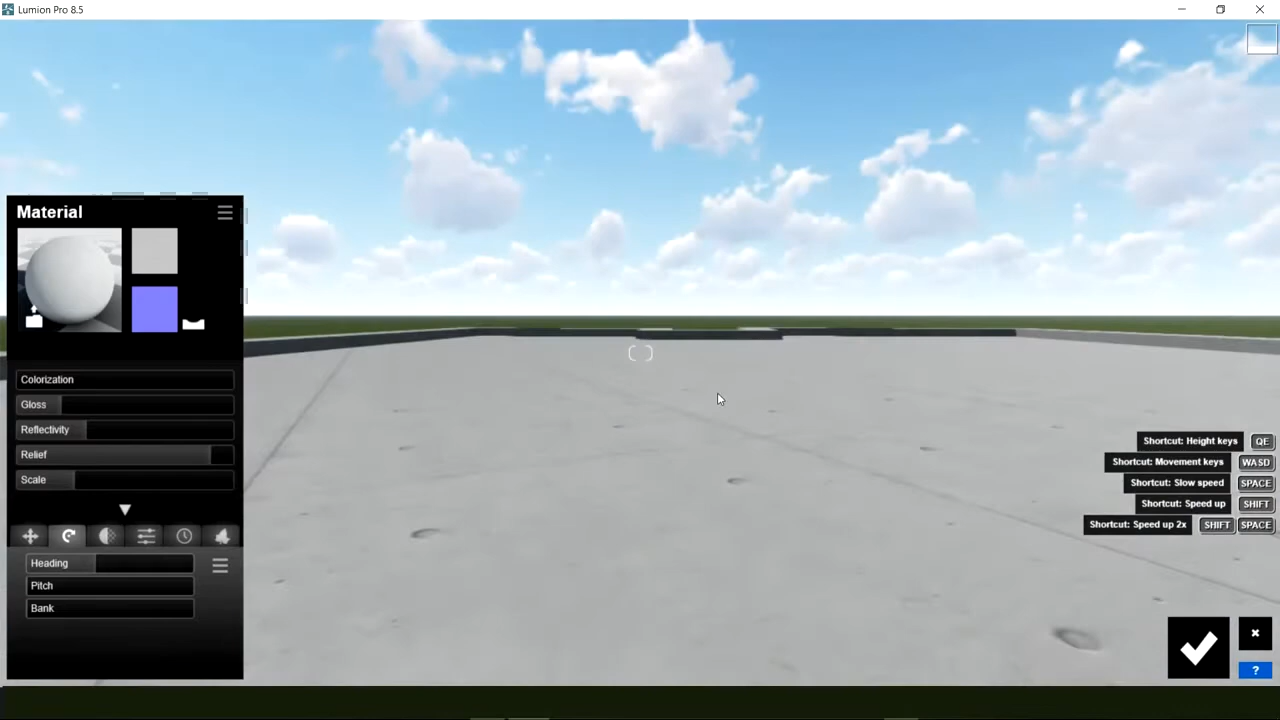 Lumion Pro 8.5
Material
Colorization
Gloss
Reflectivity
Relief
Scale
Heading
Pitch
Bank
Shortcut: Height keys QE
Shortcut: Movement keys WASD
Shortcut: Slow speed SPACE
Shortcut: Speed up SHIFT
Shortcut: Speed up 2x SHIFT SPACE
?